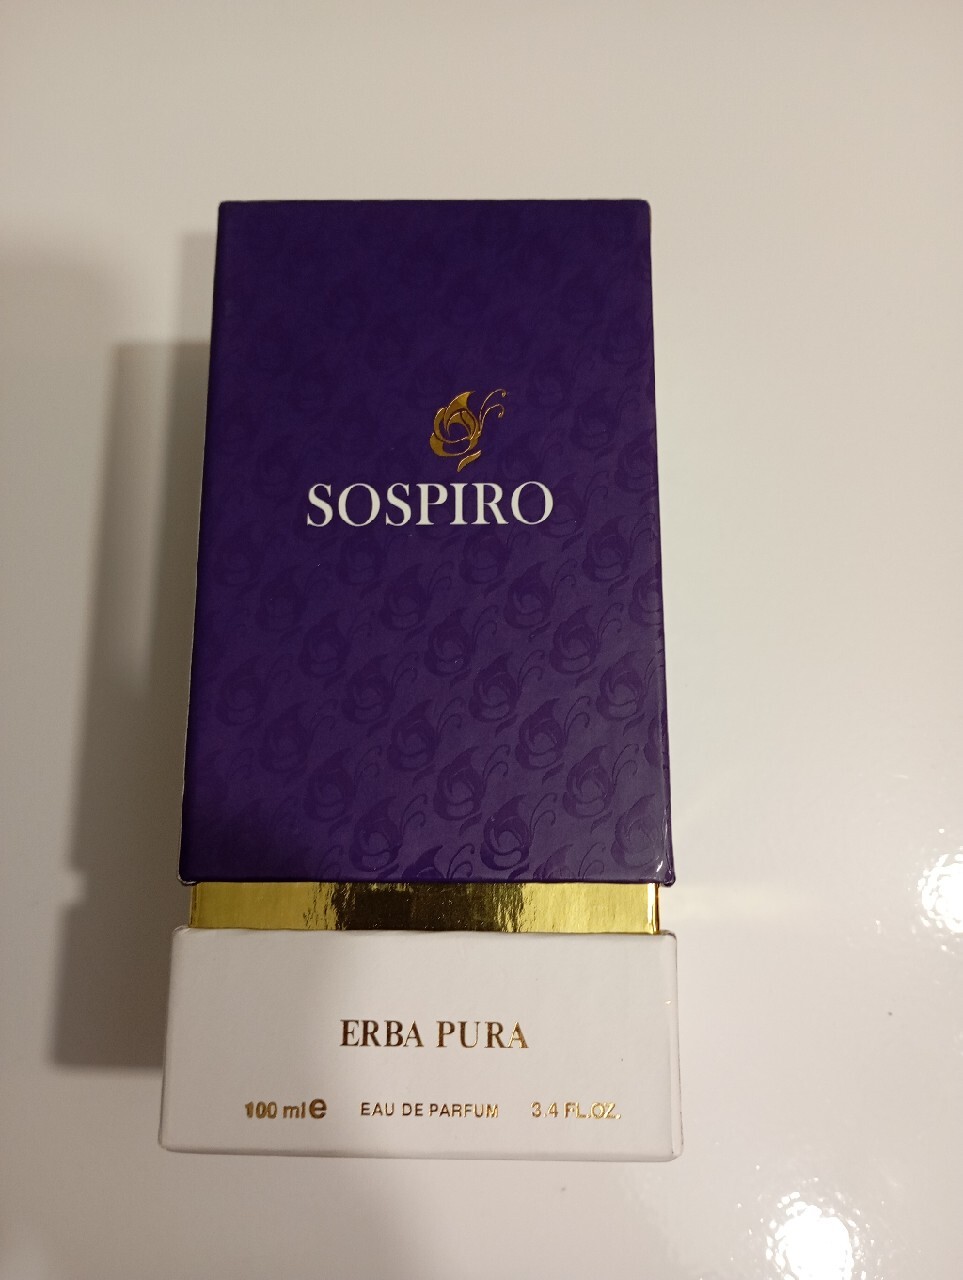 SOSPIRO
ERBA PURA
100 ml e EAU DE PARFUM 3.4 FL.OZ.